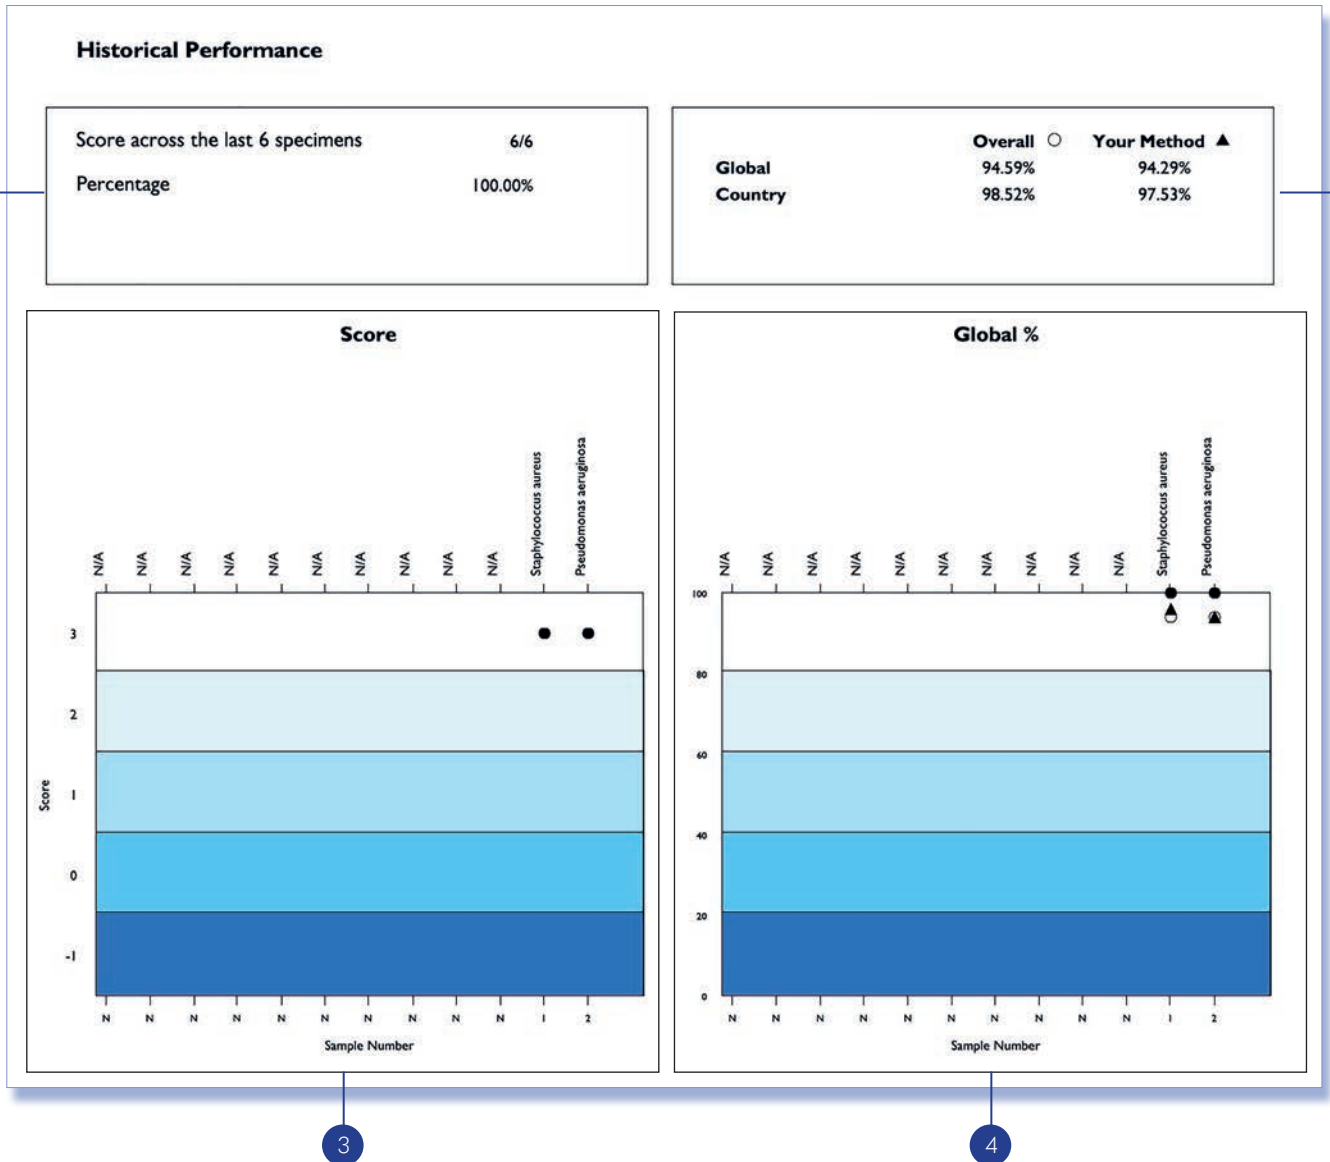 Historical Performance
Score across the last 6 specimens 6/6
Percentage 100.00%
Overall Your Method
Global 94.59% 94.29%
Country 98.52% 97.53%
Score
N/A N/A N/A N/A N/A N/A N/A N/A N/A N/A Staphylococcus aureus Pseudomonas aeruginosa
3
2
1
0
-1
Score
N N N N N N N N N N 1 2
Sample Number
Global %
N/A N/A N/A N/A N/A N/A N/A N/A N/A N/A Staphylococcus aureus Pseudomonas aeruginosa
100
80
60
40
20
0
N N N N N N N N N N 1 2
Sample Number
3
4